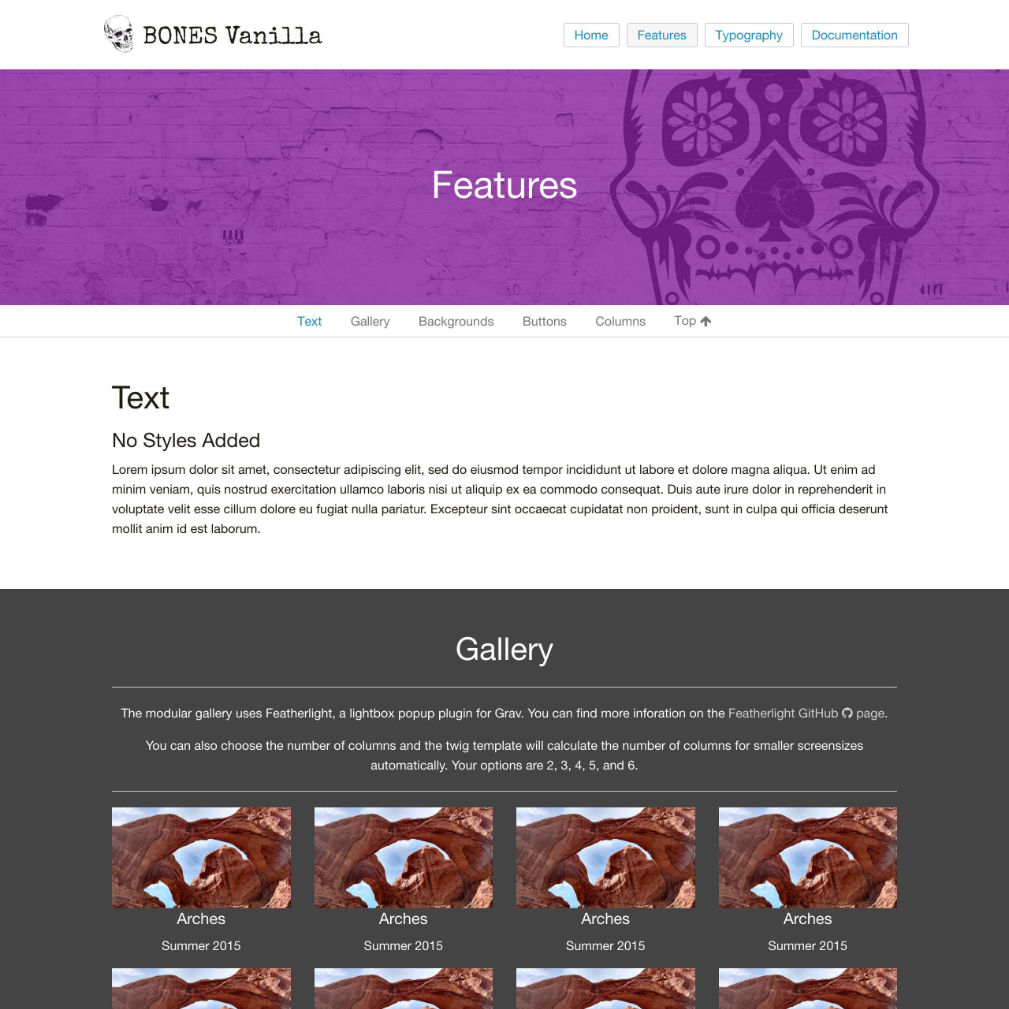 BONES Vanilla
Home Features Typography Documentation
Features
Text Gallery Backgrounds Buttons Columns Top
Text
No Styles Added
Lorem ipsum dolor sit amet, consectetur adipiscing elit, sed do eiusmod tempor incididunt ut labore et dolore magna aliqua. Ut enim ad
minim veniam, quis nostrud exercitation ullamco laboris nisi ut aliquip ex ea commodo consequat. Duis aute irure dolor in reprehenderit in
voluptate velit esse cillum dolore eu fugiat nulla pariatur. Excepteur sint occaecat cupidatat non proident, sunt in culpa qui officia deserunt
mollit anim id est laborum.
Gallery
The modular gallery uses Featherlight, a lightbox popup plugin for Grav. You can find more inforation on the Featherlight GitHub page.
You can also choose the number of columns and the twig template will calculate the number of columns for smaller screensizes
automatically. Your options are 2, 3, 4, 5, and 6.
Arches Arches Arches Arches
Summer 2015 Summer 2015 Summer 2015 Summer 2015